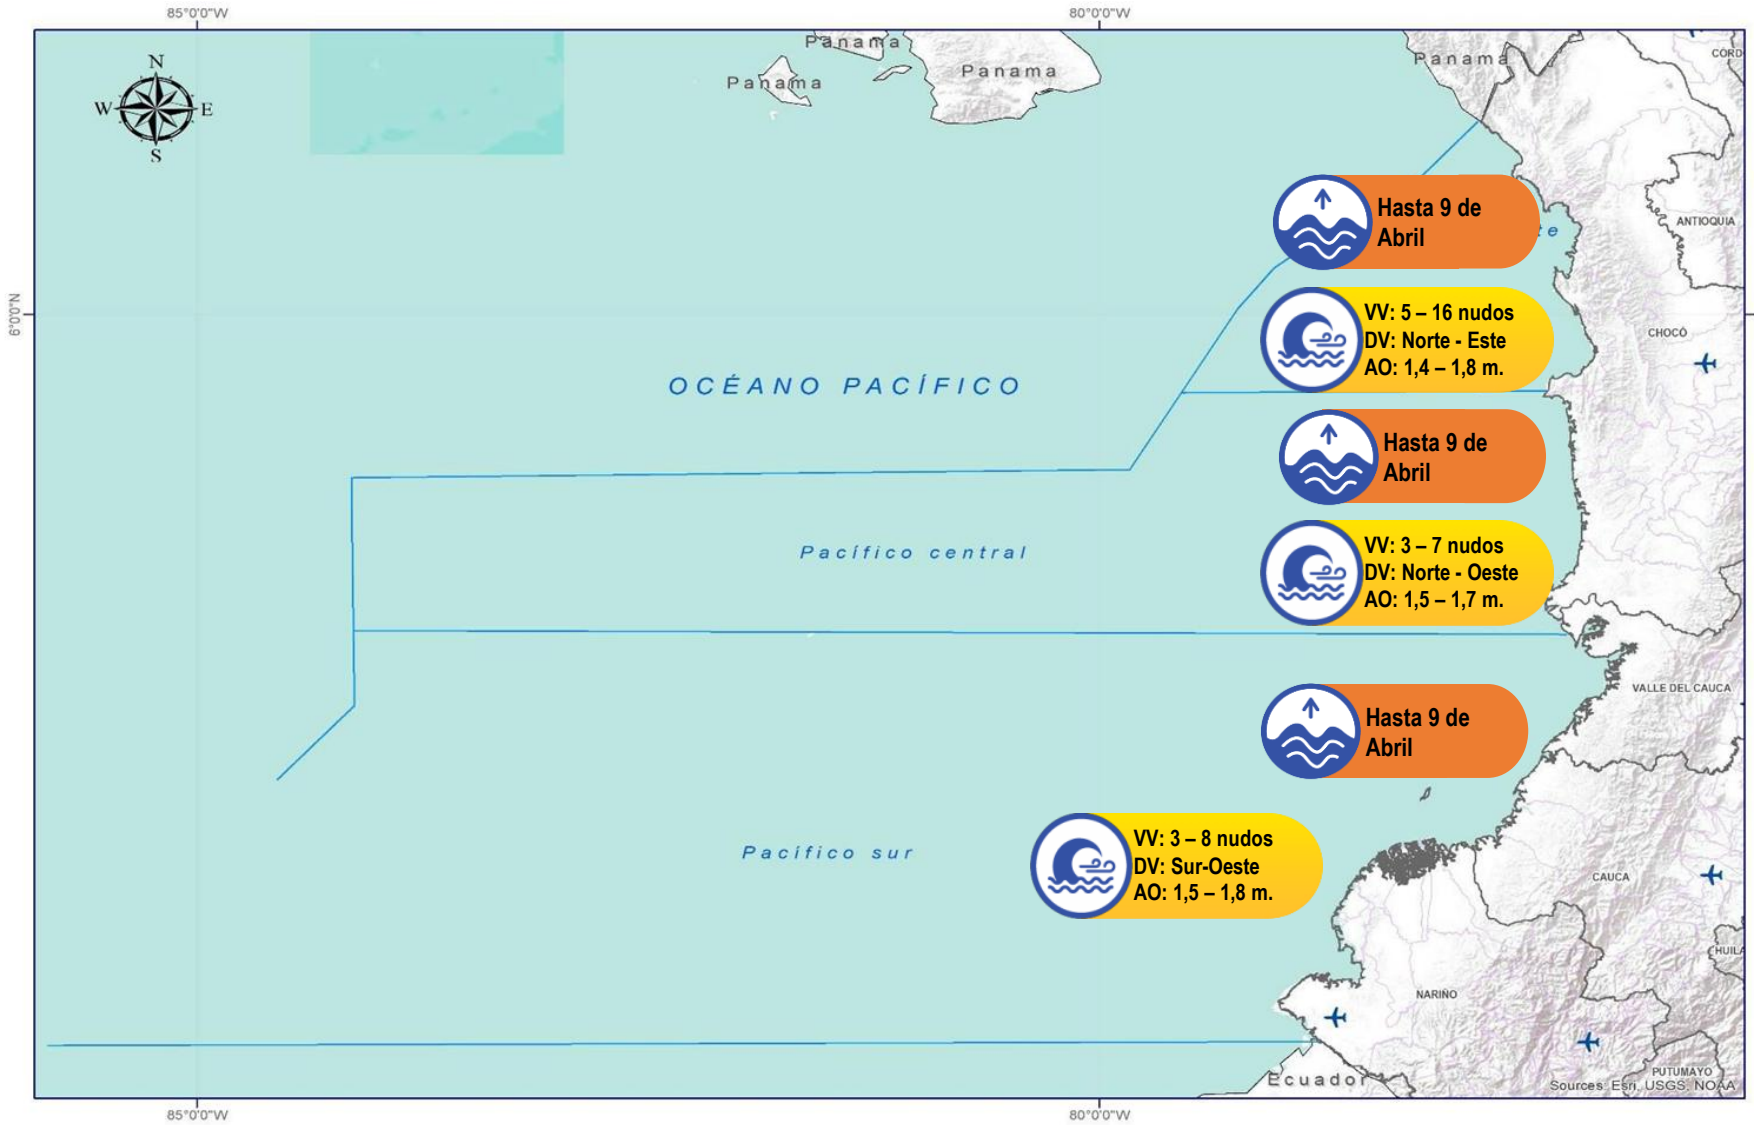 85°0'0"W
80°0'0"W
Panama
Panama
Panama
Panama
CÓRD
N
W
E
S
ANTIOQUIA
Hasta 9 de
Abril
te
6°0'0"N
VV: 5 – 16 nudos
DV: Norte - Este
AO: 1,4 – 1,8 m.
CHOCÓ
OCÉANO PACÍFICO
Hasta 9 de
Abril
Pacífico central
VV: 3 – 7 nudos
DV: Norte - Oeste
AO: 1,5 – 1,7 m.
VALLE DEL CAUCA
Hasta 9 de
Abril
Pacífico sur
VV: 3 – 8 nudos
DV: Sur-Oeste
AO: 1,5 – 1,8 m.
CAUCA
HUILA
NARIÑO
Ecuador
PUTUMAYO
Sources: Esri, USGS, NOAA
85°0'0"W
80°0'0"W